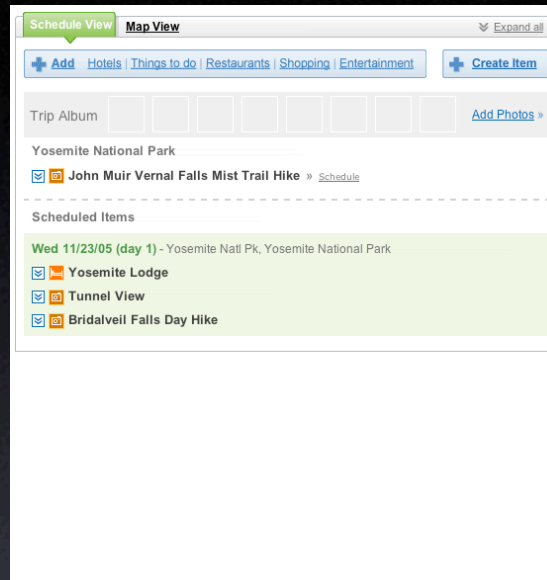 Schedule View Map View Expand all
Add Hotels | Things to do | Restaurants | Shopping | Entertainment Create Item
Trip Album Add Photos »
Yosemite National Park
John Muir Vernal Falls Mist Trail Hike » Schedule
Scheduled Items
Wed 11/23/05 (day 1) - Yosemite Natl Pk, Yosemite National Park
Yosemite Lodge
Tunnel View
Bridalveil Falls Day Hike